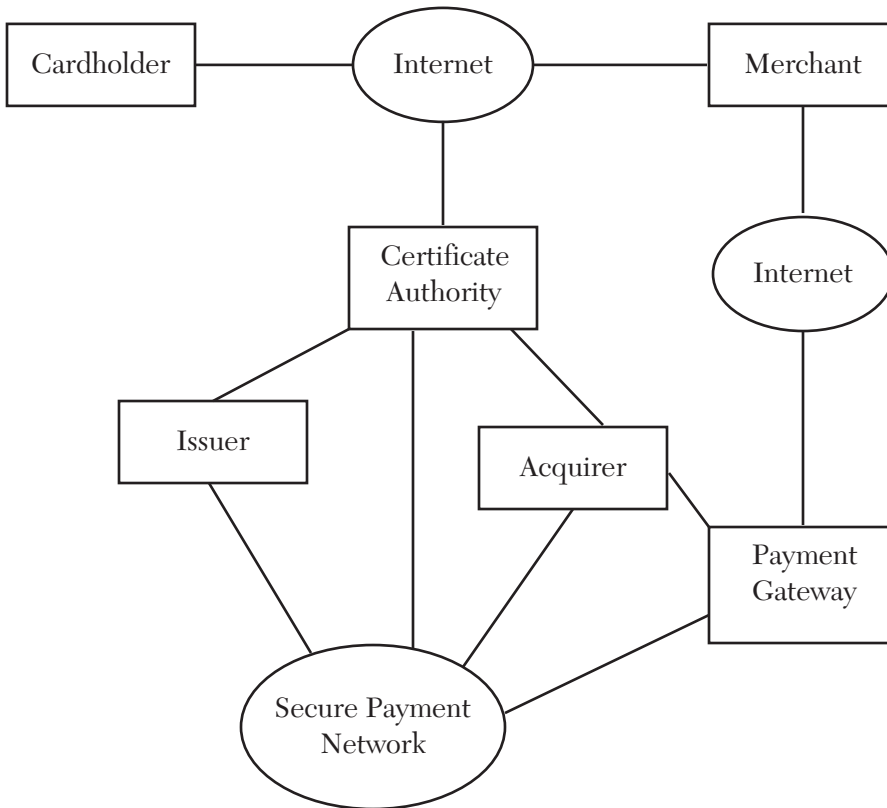 Cardholder
Internet
Merchant
Certificate
Authority
Internet
Issuer
Acquirer
Payment
Gateway
Secure Payment
Network